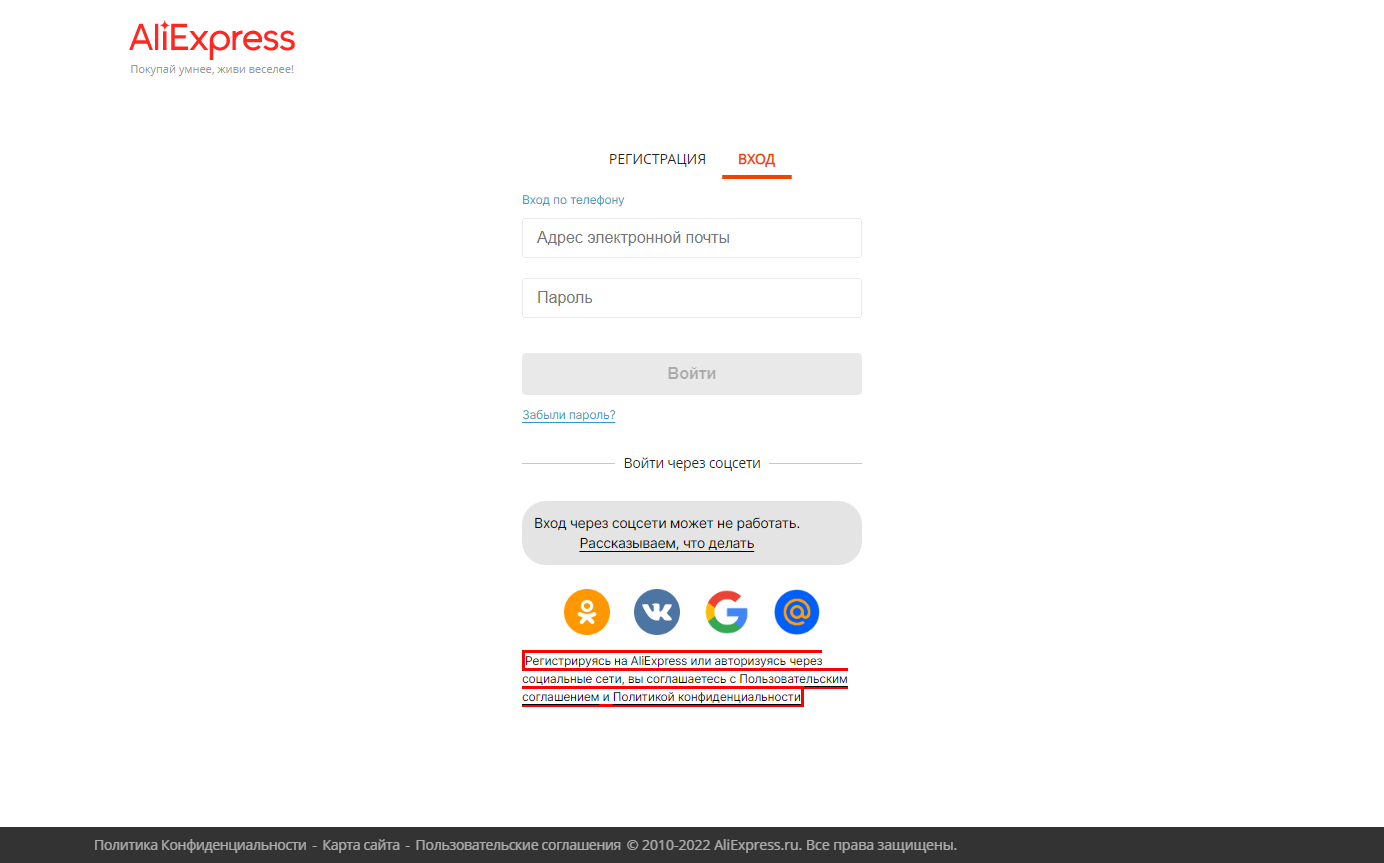 AliExpress
Покупай умнее, живи веселее!
РЕГИСТРАЦИЯ ВХОД
Вход по телефону
Адрес электронной почты
Пароль
Войти
Забыли пароль?
Войти через соцсети
Вход через соцсети может не работать.
Рассказываем, что делать
Регистрируясь на AliExpress или авторизуясь через
социальные сети, вы соглашаетесь с Пользовательским
соглашением и Политикой конфиденциальности
Политика Конфиденциальности - Карта сайта - Пользовательские соглашения © 2010-2022 AliExpress.ru. Все права защищены.